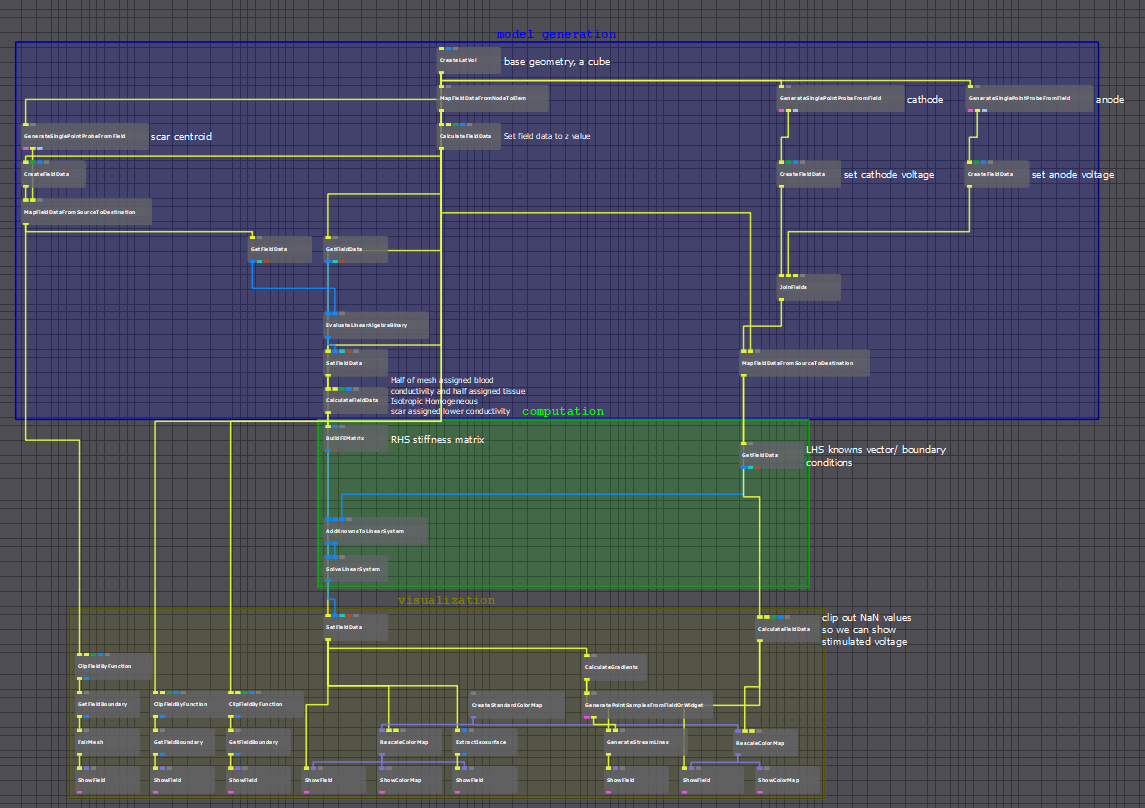 model generation
CreateLatVol
base geometry, a cube
MapFieldDataFromNodeToElem
GenerateSinglePointProbeFromField
cathode
GenerateSinglePointProbeFromField
anode
GenerateSinglePointProbeFromField
scar centroid
CalculateFieldData
Set field data to z value
CreateFieldData
CreateFieldData
set cathode voltage
CreateFieldData
set anode voltage
MapFieldDataFromSourceToDestination
GetFieldData
GetFieldData
JoinFields
EvaluateLinearAlgebraBinary
SetFieldData
MapFieldDataFromSourceToDestination
CalculateFieldData
Half of mesh assigned blood
conductivity and half assigned tissue
Isotropic Homogeneous
scar assigned lower conductivity
computation
BuildFEMatrix
RHS stiffness matrix
GetFieldData
LHS knowns vector/ boundary
conditions
AddKnownsToLinearSystem
SolveLinearSystem
visualization
SetFieldData
CalculateFieldData
clip out NaN values
so we can show
stimulated voltage
ClipFieldByFunction
CalculateGradients
GetFieldBoundary
ClipFieldByFunction
ClipFieldByFunction
CreateStandardColorMap
GeneratePointSamplesFromFieldOrWidget
FairMesh
GetFieldBoundary
GetFieldBoundary
RescaleColorMap
ExtractIsosurface
GenerateStreamLines
RescaleColorMap
ShowField
ShowField
ShowField
ShowField
ShowColorMap
ShowField
ShowField
ShowField
ShowColorMap